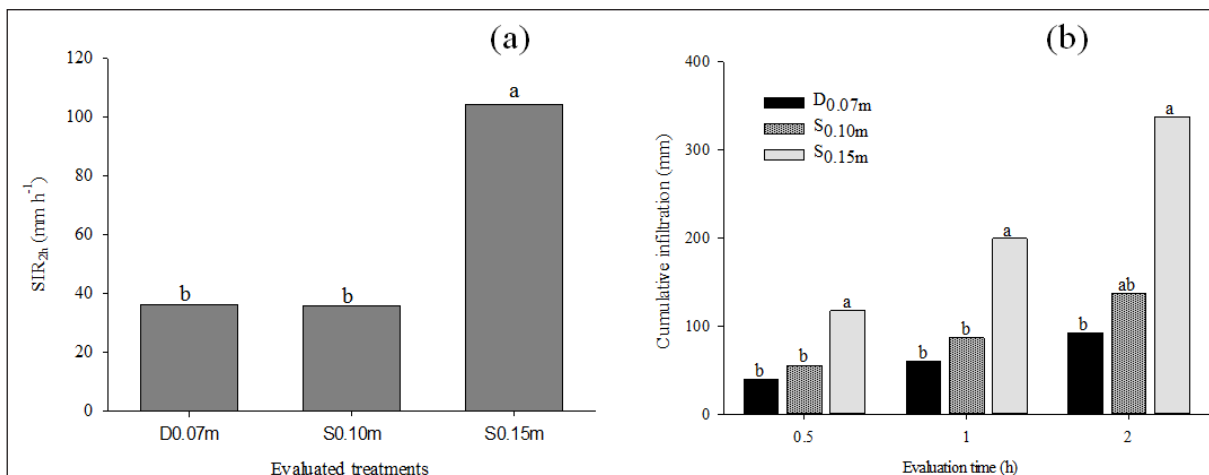 (a)
120
100
80
60
40
20
0
SIR2h (mm h-1)
b
b
a
D0.07m
S0.10m
S0.15m
Evaluated treatments
(b)
400
300
200
100
0
Cumulative infiltration (mm)
D0.07m
S0.10m
S0.15m
b
b
a
b
b
a
b
ab
a
0.5
1
2
Evaluation time (h)